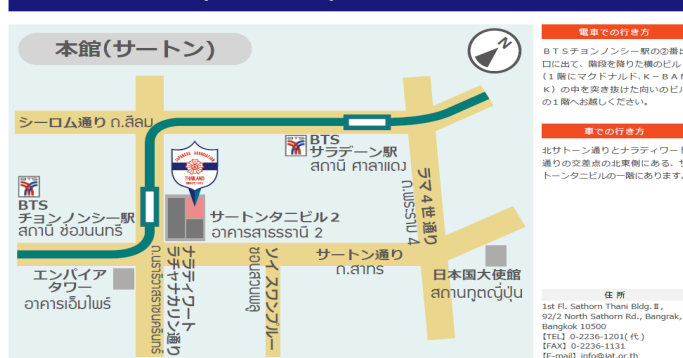 本館(サートン)
N
シーロム通り ถ.สีลม
BTS
サラデーン駅
สถานี ศาลาแดง
THAILAND
BTS
チョンノンシー駅
สถานี ช่องนนทรี
サートンタニビル2
อาคารสาธรธานี 2
ラマ4世通り
ถ.พระราม 4
エンパイア
タワー
อาคารเอ็มไพร์
ナラティワート
ラチャナカリン通り
ถ.นราธิวาสราชนครินทร์
ソイ スワンプルー
ซอยสวนพลู
サートン通り
ถ.สาทร
日本国大使館
สถานทูตญี่ปุ่น
電車での行き方
BTSチョンノンシー駅の②番出
口に出て、階段を降りた横のビル
(1階にマクドナルド、K-BAN
K)の中を突き抜けた向いのビル
の1階へお越しください。
車での行き方
北サトーン通りとナラティワート
通りの交差点の北東側にある、サ
トーンタニビルの一階にあります。
住 所
1st Fl. Sathorn Thani Bldg.Ⅱ,
92/2 North Sathorn Rd., Bangrak,
Bangkok 10500
[TEL] 0-2236-1201(代)
[FAX] 0-2236-1131
[E-mail] info@jat.or.th